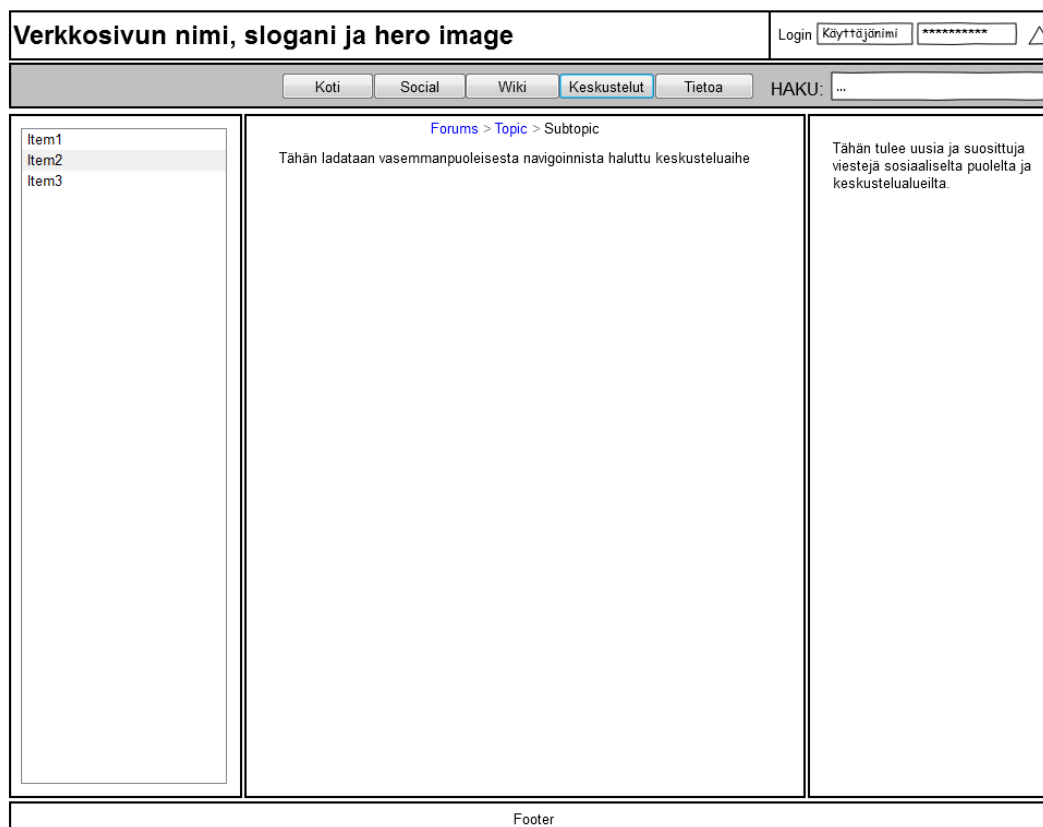 Verkkosivun nimi, slogani ja hero image
Login Käyttäjänimi **********
Koti Social Wiki Keskustelut Tietoa HAKU: ...
Item1
Item2
Item3
Forums > Topic > Subtopic
Tähän ladataan vasemmanpuoleisesta navigoinnista haluttu keskusteluaihe
Tähän tulee uusia ja suosittuja
viestejä sosiaaliselta puolelta ja
keskustelualueilta.
Footer